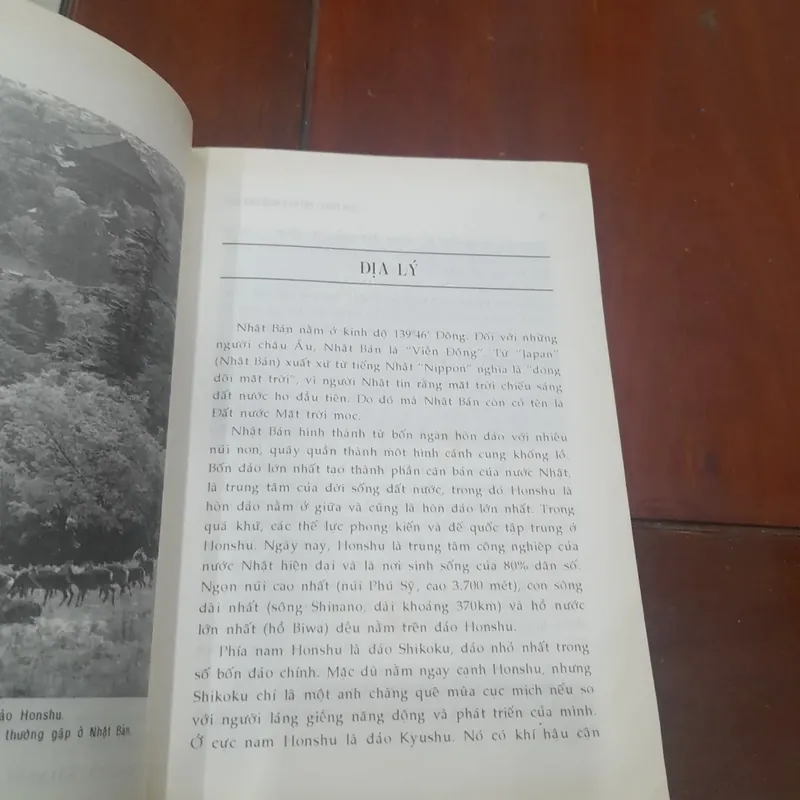 ĐỊA LÝ
Nhật Bản nằm ở kinh độ 139°46' Đông. Đối với những
người châu Âu, Nhật Bản là "Viễn Đông". Từ "Japan"
(Nhật Bản) xuất xứ từ tiếng Nhật "Nippon" nghĩa là "dòng
dõi mặt trời", vì người Nhật tin rằng mặt trời chiếu sáng
đất nước họ đầu tiên. Do đó mà Nhật Bản còn có tên là
Đất nước Mặt trời mọc.
Nhật Bản hình thành từ bốn ngàn hòn đảo với nhiều
núi non, quây quần thành một hình cánh cung khổng lồ.
Bốn đảo lớn nhất tạo thành phần căn bản của nước Nhật,
là trung tâm của đời sống đất nước, trong đó Honshu là
hòn đảo nằm ở giữa và cũng là hòn đảo lớn nhất. Trong
quá khứ, các thế lực phong kiến và đế quốc tập trung ở
Honshu. Ngày nay, Honshu là trung tâm công nghiệp của
nước Nhật hiện đại và là nơi sinh sống của 80% dân số.
Ngọn núi cao nhất (núi Phú Sỹ, cao 3.700 mét), con sông
dài nhất (sông Shinano, dài khoảng 370km) và hồ nước
lớn nhất (hồ Biwa) đều nằm trên đảo Honshu.
Phía nam Honshu là đảo Shikoku, đảo nhỏ nhất trong
số bốn đảo chính. Mặc dù nằm ngay cạnh Honshu, nhưng
Shikoku chỉ là một anh chàng quê mùa cục mịch nếu so
với người láng giềng năng động và phát triển của mình.
Ở cực nam Honshu là đảo Kyushu. Nó có khí hậu cận
đảo Honshu.
thường gặp ở Nhật Bản.